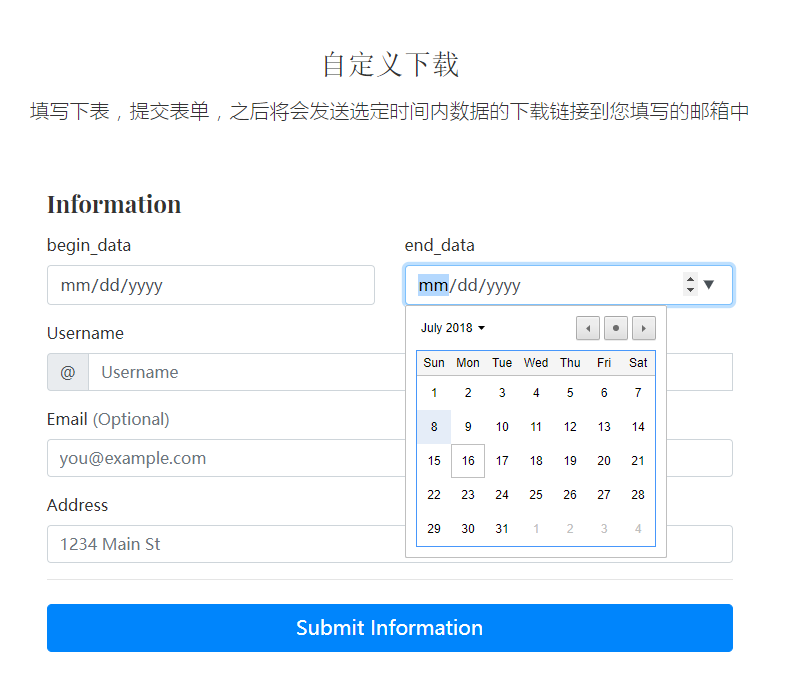 自定义下载
填写下表，提交表单，之后将会发送选定时间内数据的下载链接到您填写的邮箱中
Information
begin_data
end_data
mm/dd/yyyy
mm/dd/yyyy
July 2018
Sun Mon Tue Wed Thu Fri Sat
1 2 3 4 5 6 7
8 9 10 11 12 13 14
15 16 17 18 19 20 21
22 23 24 25 26 27 28
29 30 31 1 2 3 4
Username
@ Username
Email (Optional)
you@example.com
Address
1234 Main St
Submit Information